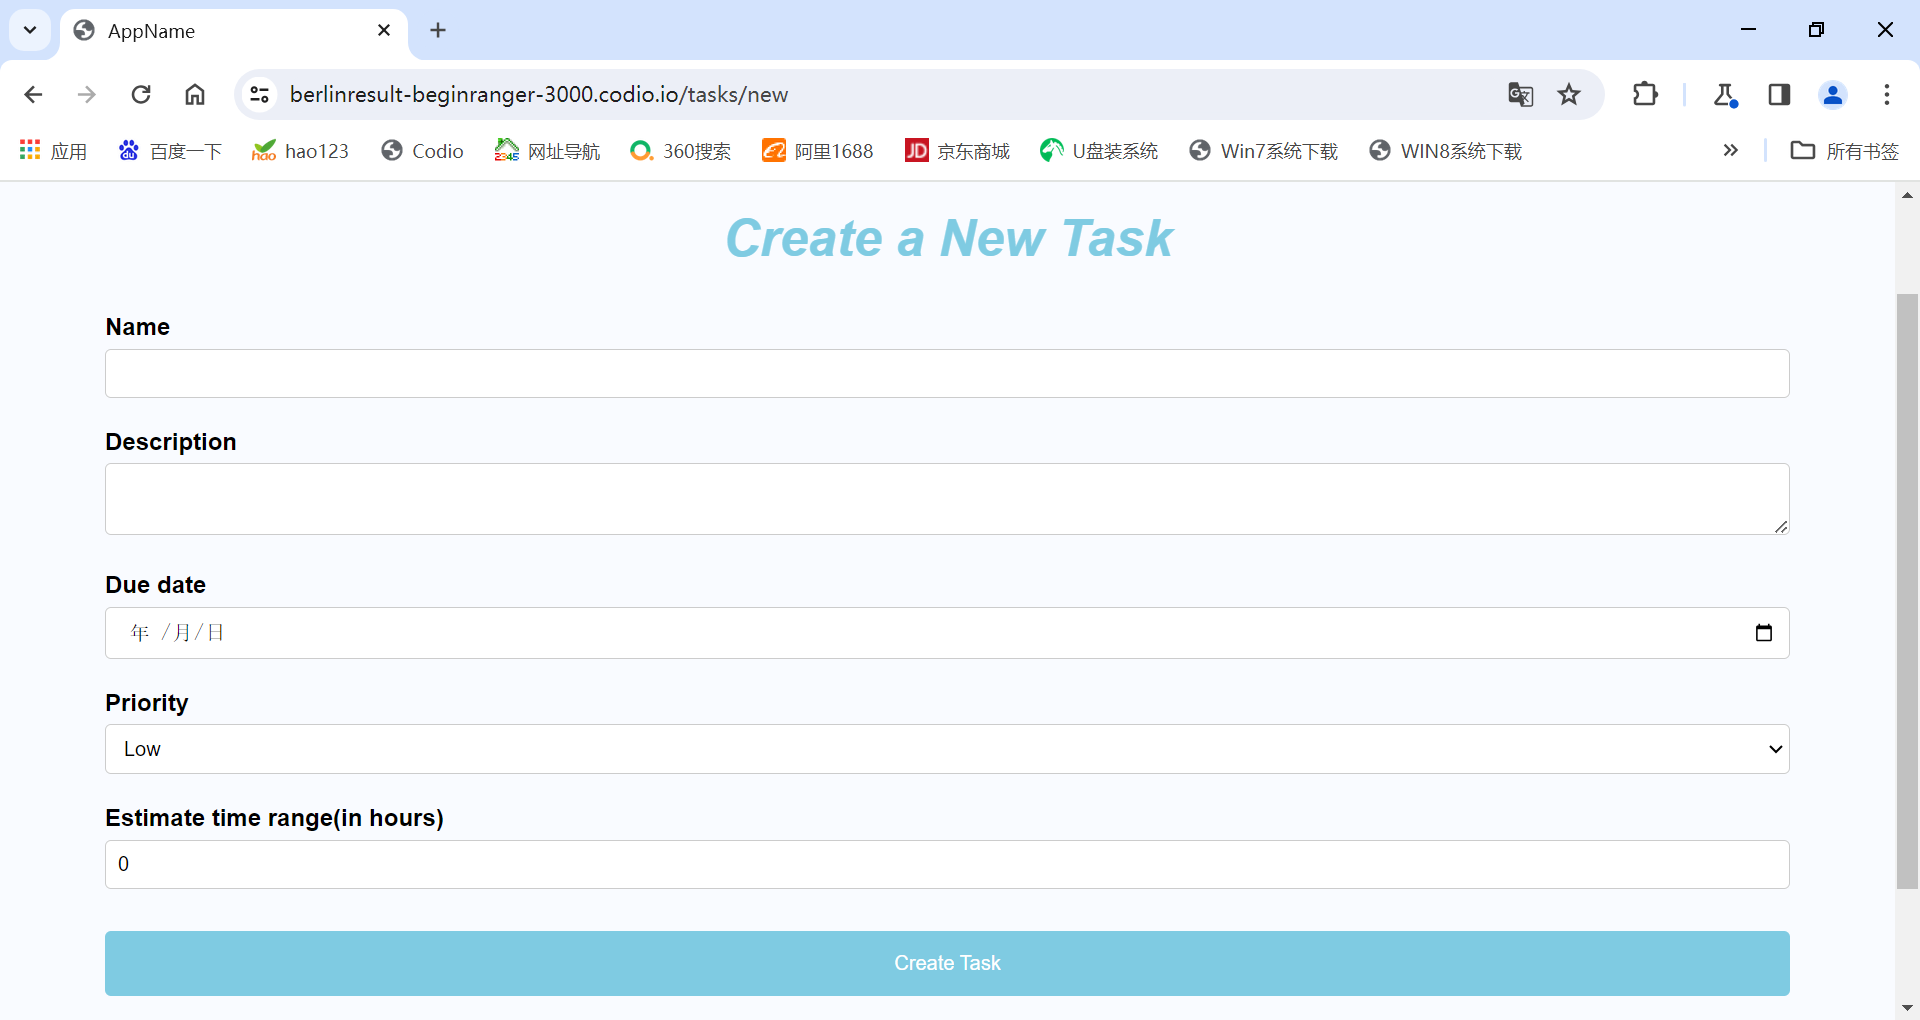 AppName
berlinresult-beginranger-3000.codio.io/tasks/new
应用 百度一下 hao123 Codio 网址导航 360搜索 阿里1688 京东商城 U盘装系统 Win7系统下载 WIN8系统下载 所有书签
Create a New Task
Name
Description
Due date
年 /月/日
Priority
Low
Estimate time range(in hours)
0
Create Task